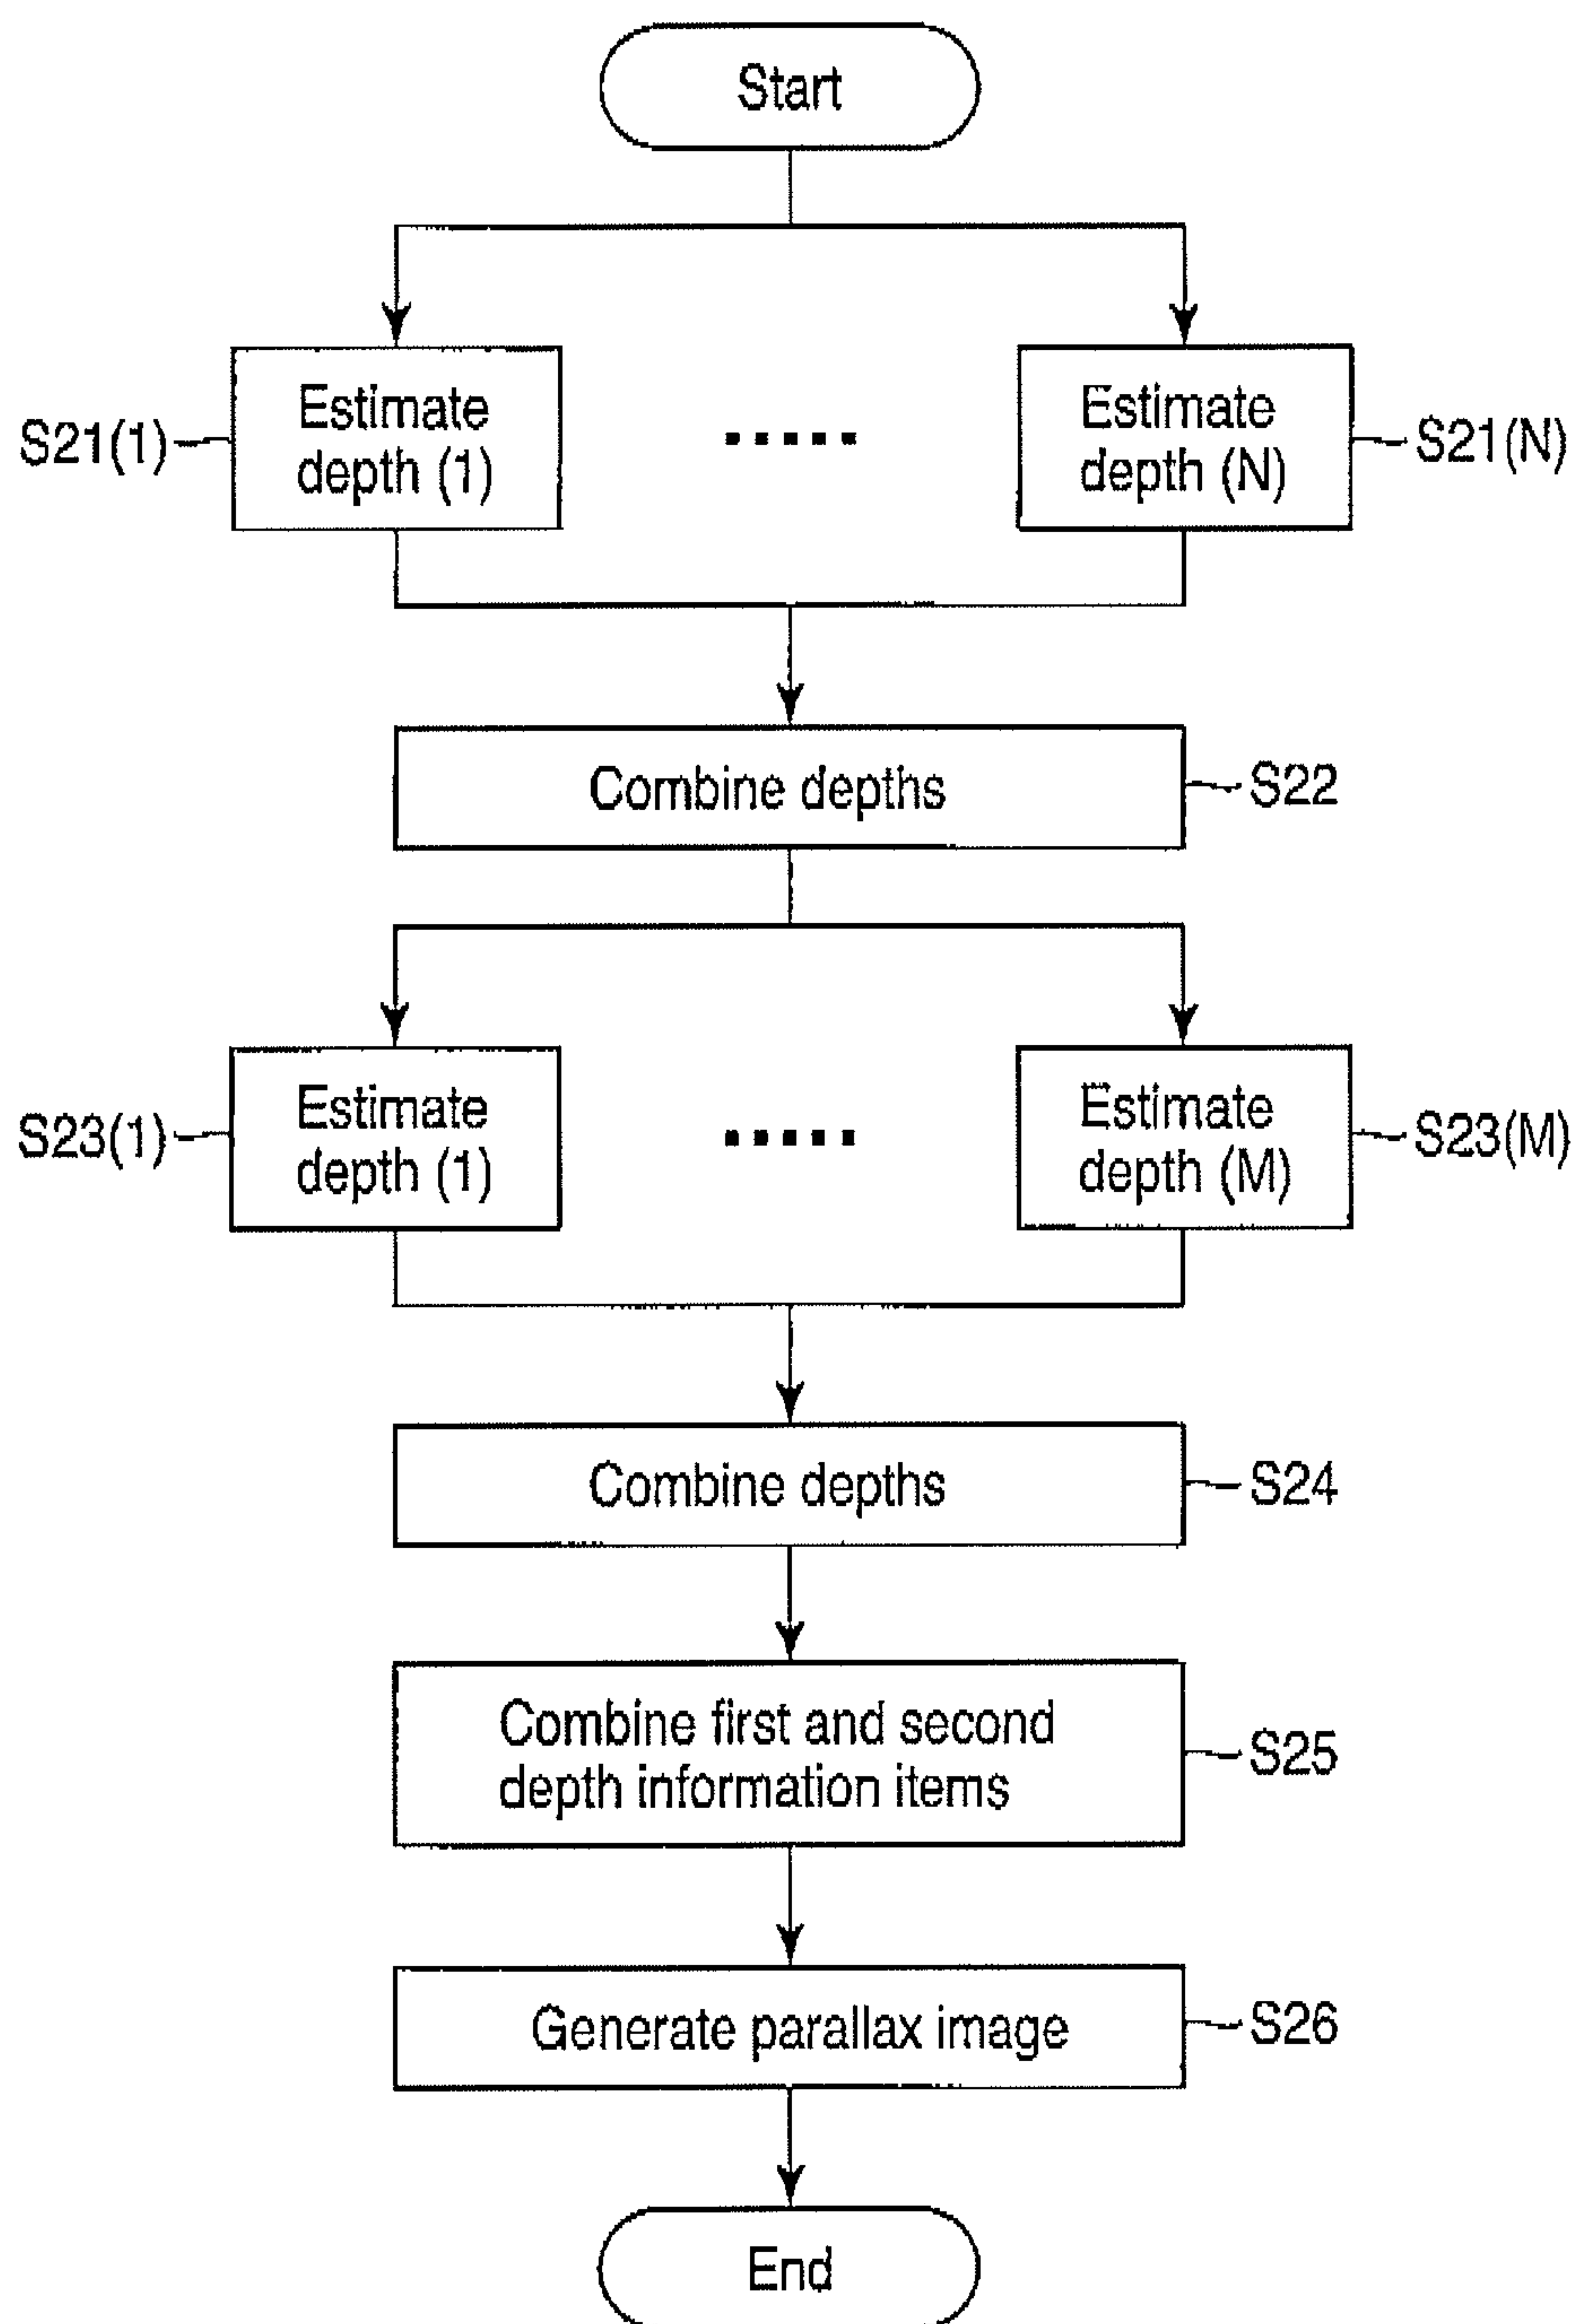 Start
S21(1)
Estimate
depth (1)
.....
Estimate
depth (N)
S21(N)
Combine depths
S22
S23(1)
Estimate
depth (1)
.....
Estimate
depth (M)
S23(M)
Combine depths
S24
Combine first and second
depth information items
S25
Generate parallax image
S26
End